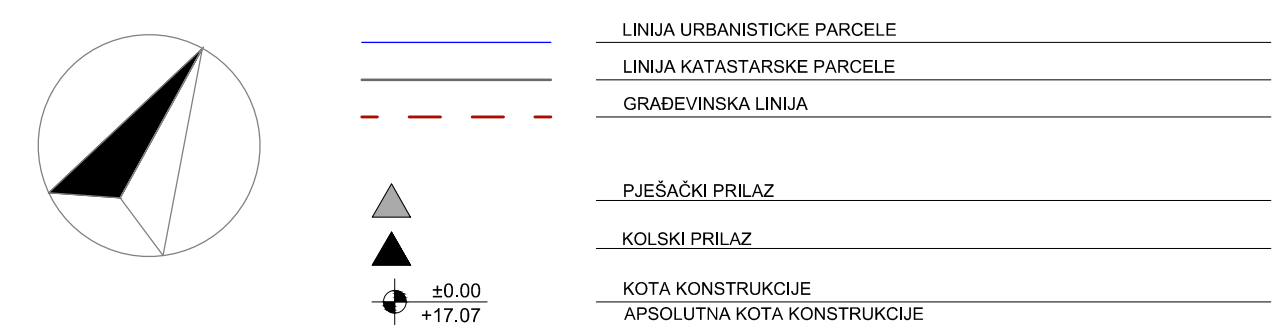 LINIJA URBANISTICKE PARCELE
LINIJA KATASTARSKE PARCELE
GRAĐEVINSKA LINIJA
PJEŠAČKI PRILAZ
KOLSKI PRILAZ
±0.00 KOTA KONSTRUKCIJE
+17.07 APSOLUTNA KOTA KONSTRUKCIJE